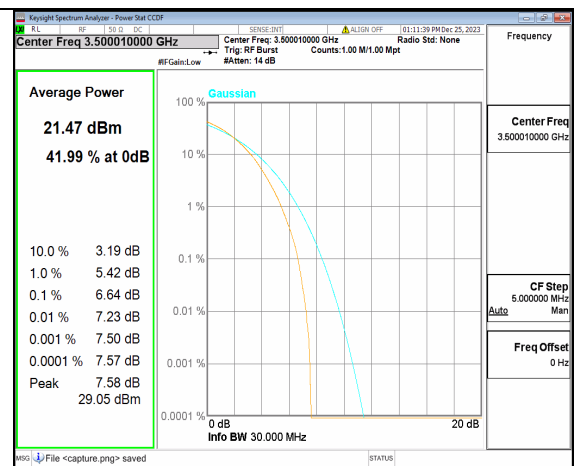 Keysight Spectrum Analyzer - Power Stat CCDF
RL RF 50 Ω DC SENSE:INT ALIGN OFF 01:11:39 PM Dec 25, 2023
Center Freq 3.500010000 GHz
Center Freq: 3.500010000 GHz Radio Std: None
Trig: RF Burst Counts:1.00 M/1.00 Mpt
#IFGain:Low #Atten: 14 dB
Frequency
Average Power
21.47 dBm
41.99 % at 0dB
10.0 % 3.19 dB
1.0 % 5.42 dB
0.1 % 6.64 dB
0.01 % 7.23 dB
0.001 % 7.50 dB
0.0001 % 7.57 dB
Peak 7.58 dB
29.05 dBm
Gaussian
100 %
10 %
1 %
0.1 %
0.01 %
0.001 %
0.0001 %
0 dB 20 dB
Info BW 30.000 MHz
Center Freq
3.500010000 GHz
CF Step
5.000000 MHz
Auto Man
Freq Offset
0 Hz
MSG File <capture.png> saved STATUS